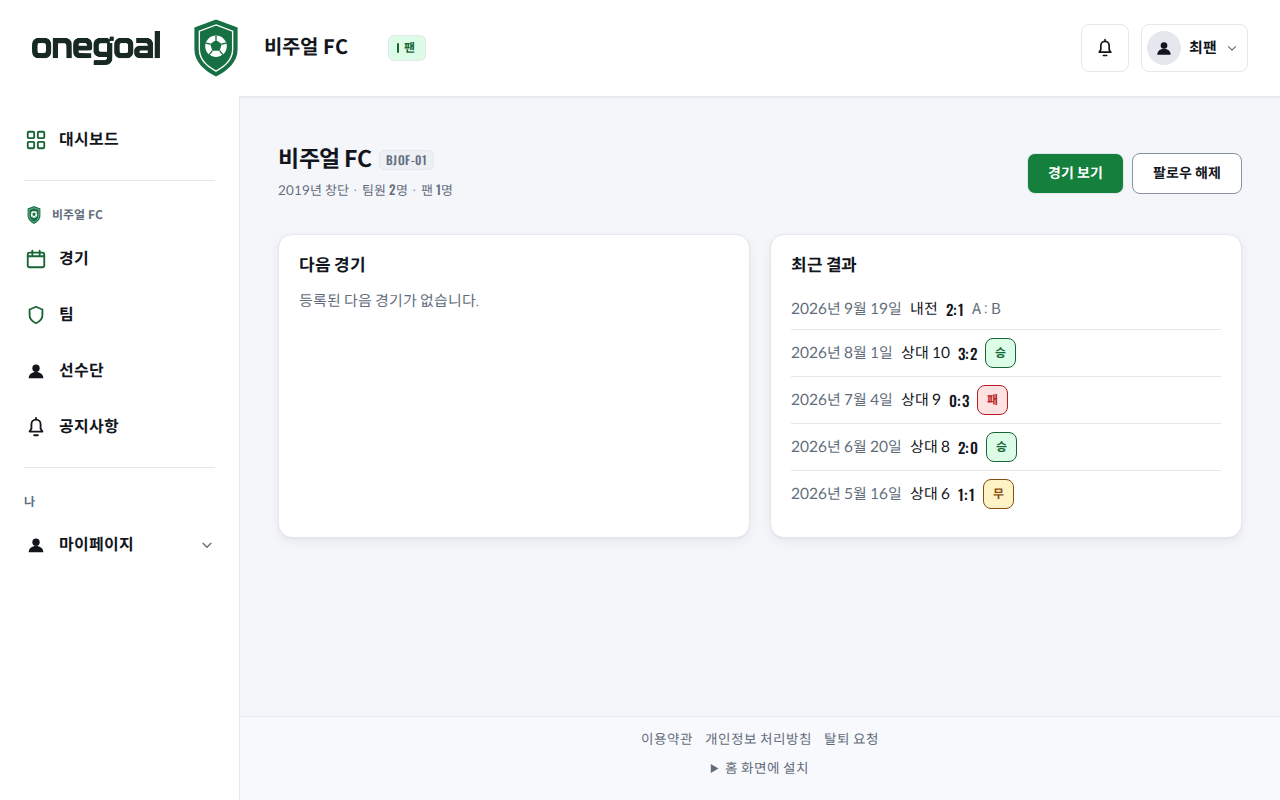 onegoal
비주얼 FC
팬
최팬
대시보드
비주얼 FC
경기
팀
선수단
공지사항
나
마이페이지
비주얼 FC BJOF-01
2019년 창단 · 팀원 2명 · 팬 1명
경기 보기
팔로우 해제
다음 경기
등록된 다음 경기가 없습니다.
최근 결과
2026년 9월 19일 내전 2:1 A : B
2026년 8월 1일 상대 10 3:2 승
2026년 7월 4일 상대 9 0:3 패
2026년 6월 20일 상대 8 2:0 승
2026년 5월 16일 상대 6 1:1 무
이용약관 개인정보 처리방침 탈퇴 요청
▶ 홈 화면에 설치